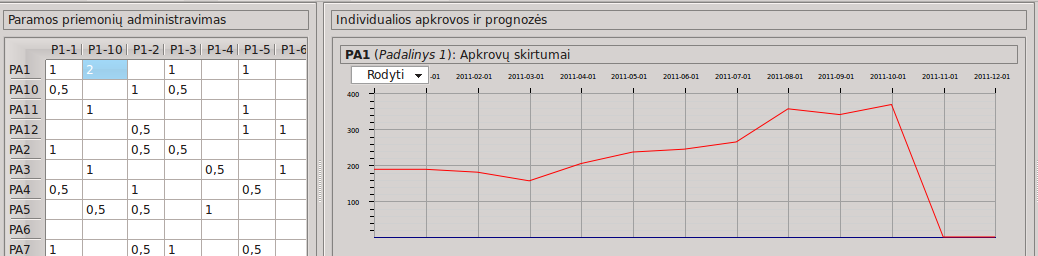 Paramos priemonių administravimas
P1-1 P1-10 P1-2 P1-3 P1-4 P1-5 P1-6
PA1 1 2 1 1
PA10 0,5 1 0,5
PA11 1 1
PA12 0,5 1 1
PA2 1 0,5 0,5
PA3 1 0,5 1
PA4 0,5 1 0,5
PA5 0,5 0,5 1
PA6
PA7 1 0,5 1 0,5
Individualios apkrovos ir prognozės
PA1 (Padalinys 1): Apkrovų skirtumai
Rodyti -01 2011-02-01 2011-03-01 2011-04-01 2011-05-01 2011-06-01 2011-07-01 2011-08-01 2011-09-01 2011-10-01 2011-11-01 2011-12-01
400
300
200
100